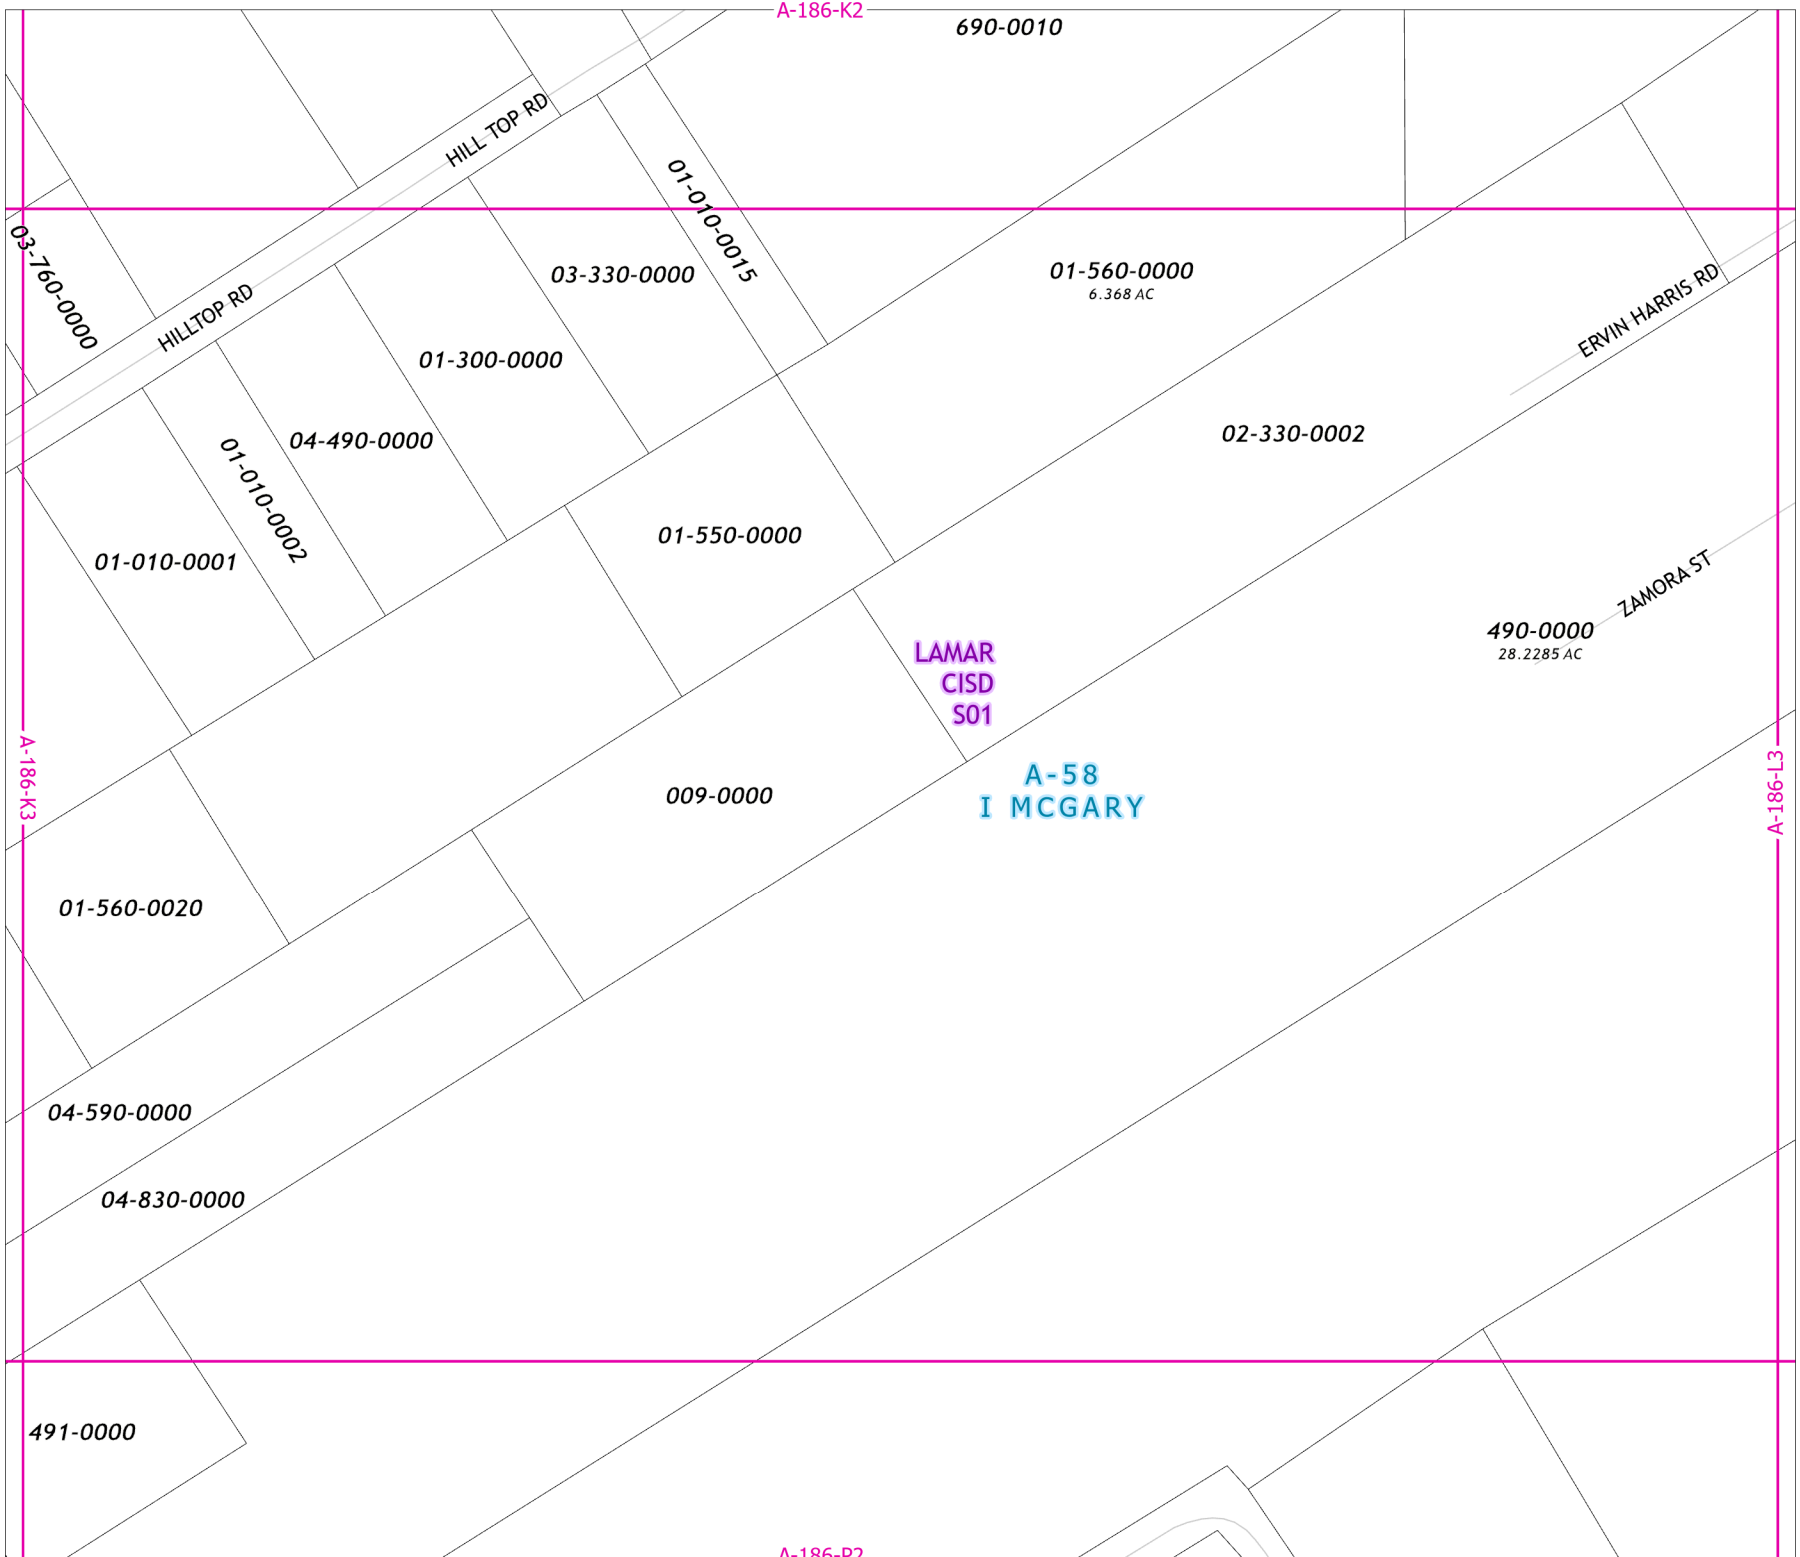 A-186-K2
690-0010
HILL TOP RD
01-010-0015
03-760-0000
HILLTOP RD
03-330-0000
01-560-0000
6.368 AC
ERVIN HARRIS RD
01-300-0000
04-490-0000
02-330-0002
01-010-0002
01-010-0001
01-550-0000
ZAMORA ST
490-0000
28.2285 AC
LAMAR
CISD
S01
A-58
I MCGARY
A-186-K3
A-186-L3
009-0000
01-560-0020
04-590-0000
04-830-0000
491-0000
A-186-P2